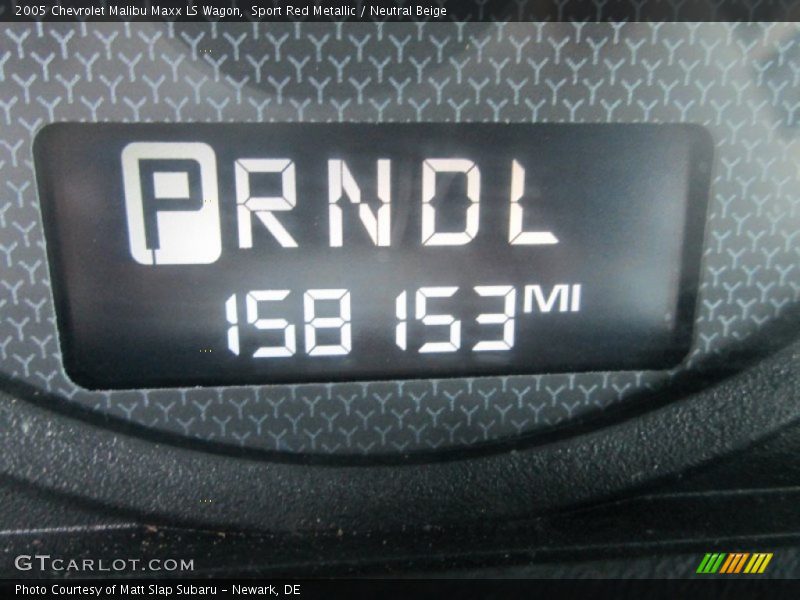 2005 Chevrolet Malibu Maxx LS Wagon, Sport Red Metallic / Neutral Beige
PRNDL
158 153 MI
GTCARLOT.COM
Photo Courtesy of Matt Slap Subaru - Newark, DE